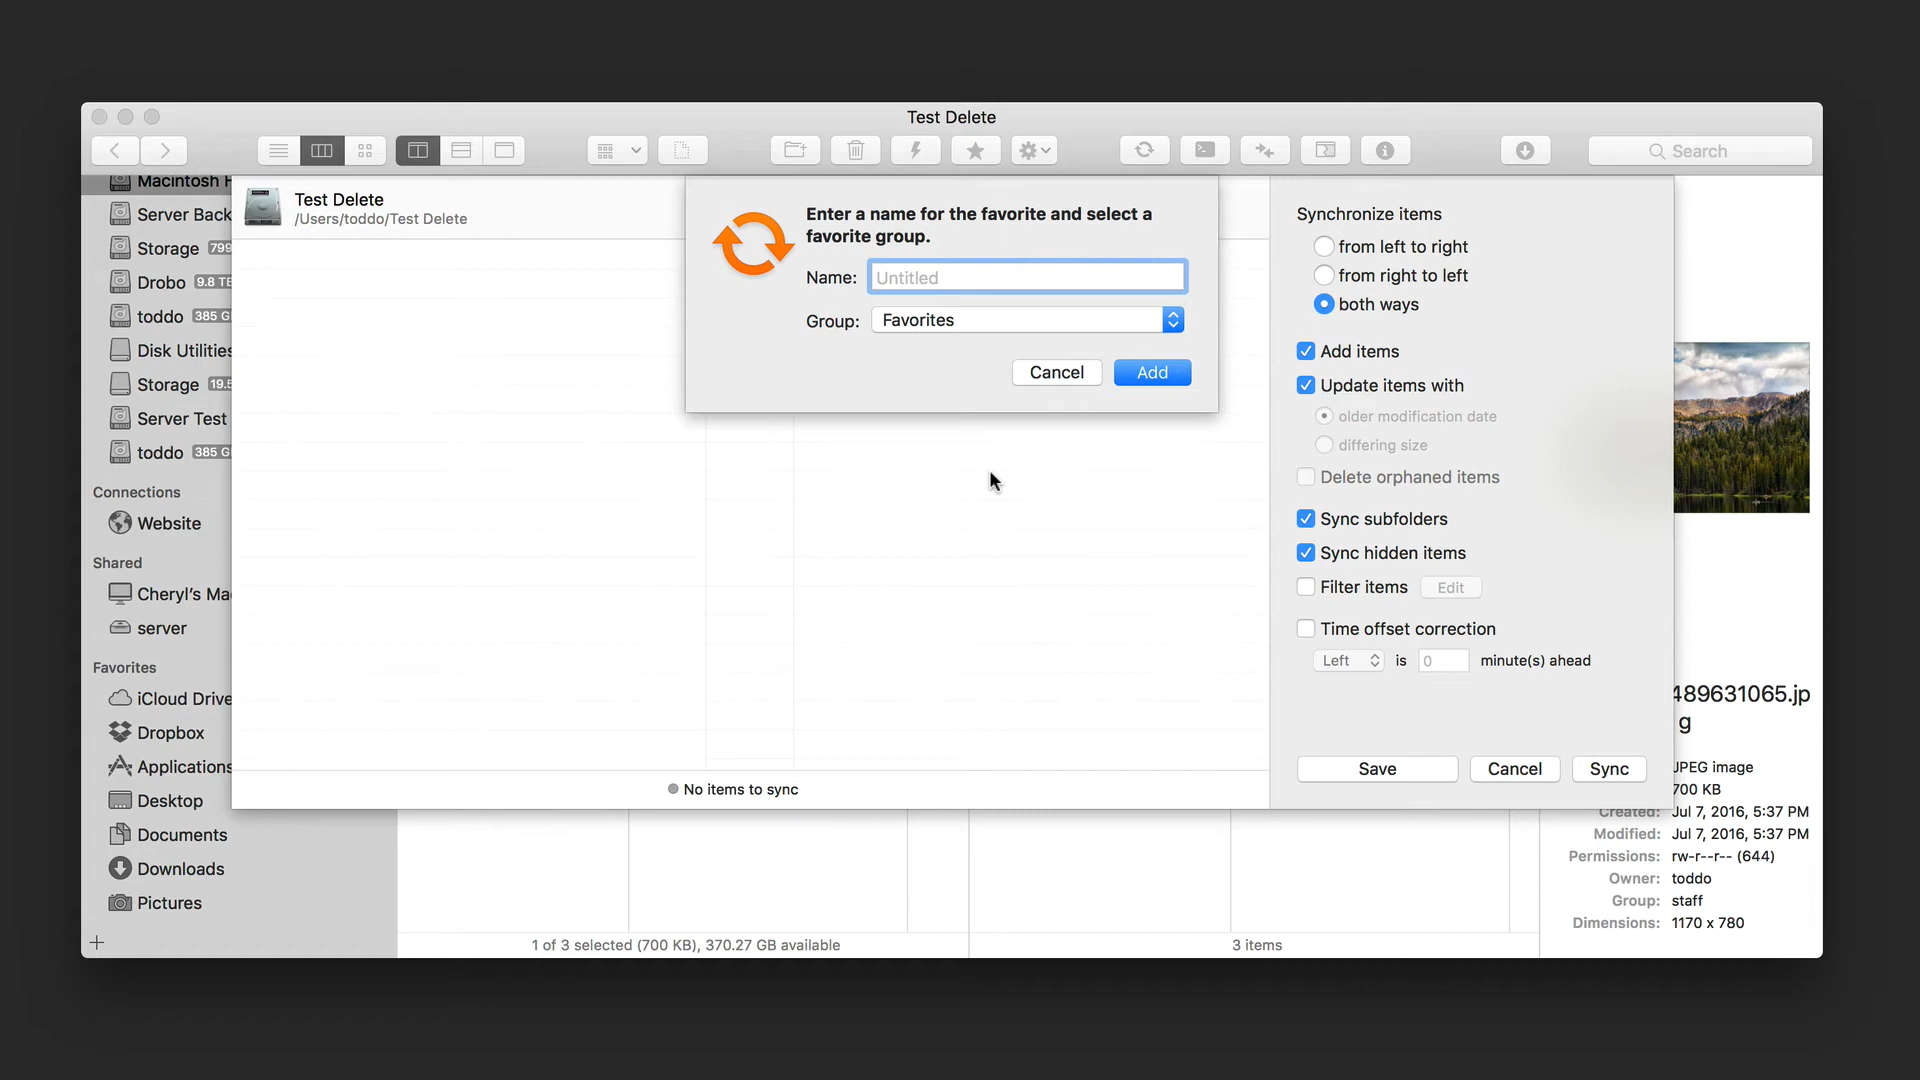 Test Delete
Search
Macintosh H
Server Back
Storage 799
Drobo 9.8 TE
toddo 385 G
Disk Utilities
Storage 19.5
Server Test
toddo 385 G
Connections
Website
Shared
Cheryl's Ma
server
Favorites
iCloud Drive
Dropbox
Applications
Desktop
Documents
Downloads
Pictures
Test Delete
/Users/toddo/Test Delete
Enter a name for the favorite and select a
favorite group.
Name: Untitled
Group: Favorites
Cancel Add
No items to sync
Synchronize items
from left to right
from right to left
both ways
Add items
Update items with
older modification date
differing size
Delete orphaned items
Sync subfolders
Sync hidden items
Filter items Edit
Time offset correction
Left is 0 minute(s) ahead
Save Cancel Sync
489631065.jp
g
JPEG image
700 KB
Created: Jul 7, 2016, 5:37 PM
Modified: Jul 7, 2016, 5:37 PM
Permissions: rw-r--r-- (644)
Owner: toddo
Group: staff
Dimensions: 1170 x 780
1 of 3 selected (700 KB), 370.27 GB available
3 items